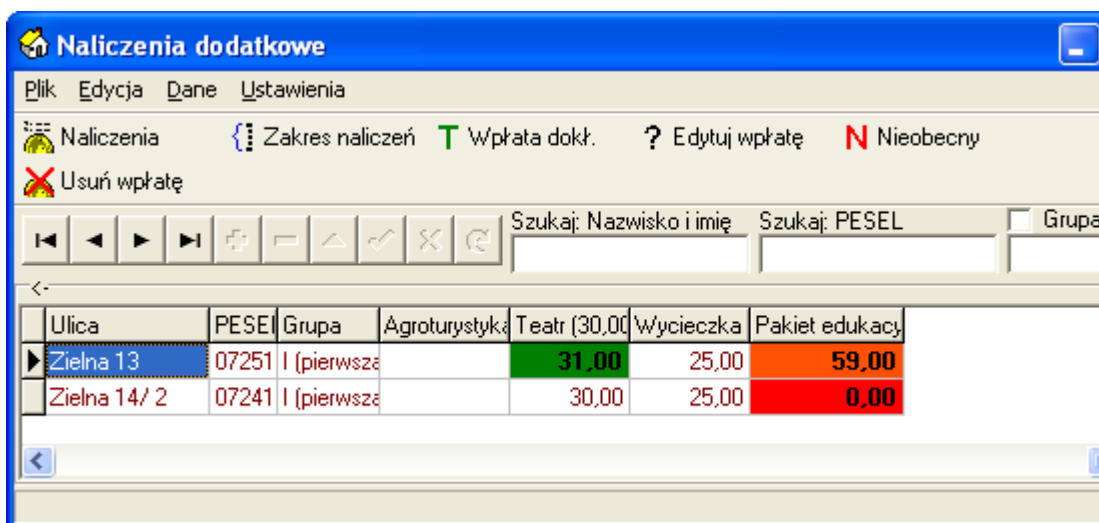 Naliczenia dodatkowe
Plik Edycja Dane Ustawienia
Naliczenia {⁞ Zakres naliczeń T Wpłata dokł. ? Edytuj wpłatę N Nieobecny
Usuń wpłatę
Szukaj: Nazwisko i imię Szukaj: PESEL Grupa
<-
Ulica PESEL Grupa Agroturystyka Teatr (30,00 Wycieczka Pakiet edukacy
Zielna 13 07251 I (pierwsza 31,00 25,00 59,00
Zielna 14/ 2 07241 I (pierwsza 30,00 25,00 0,00